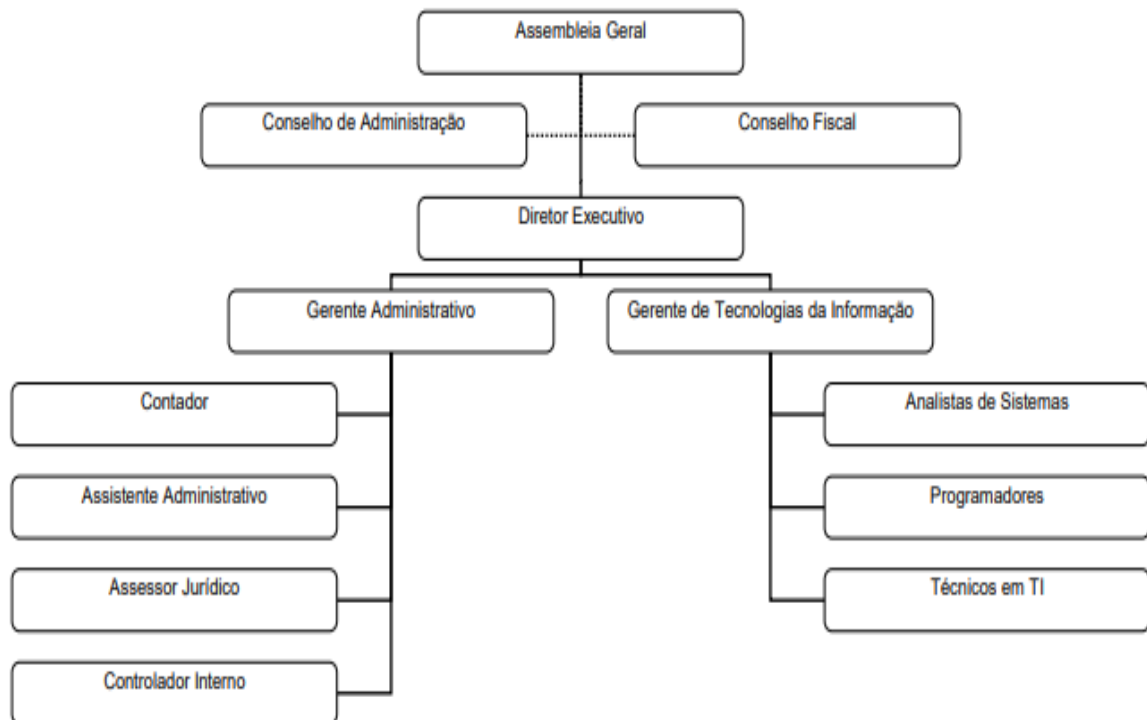 Assembleia Geral
Conselho de Administração
Conselho Fiscal
Diretor Executivo
Gerente Administrativo
Gerente de Tecnologias da Informação
Contador
Analistas de Sistemas
Assistente Administrativo
Programadores
Assessor Jurídico
Técnicos em TI
Controlador Interno